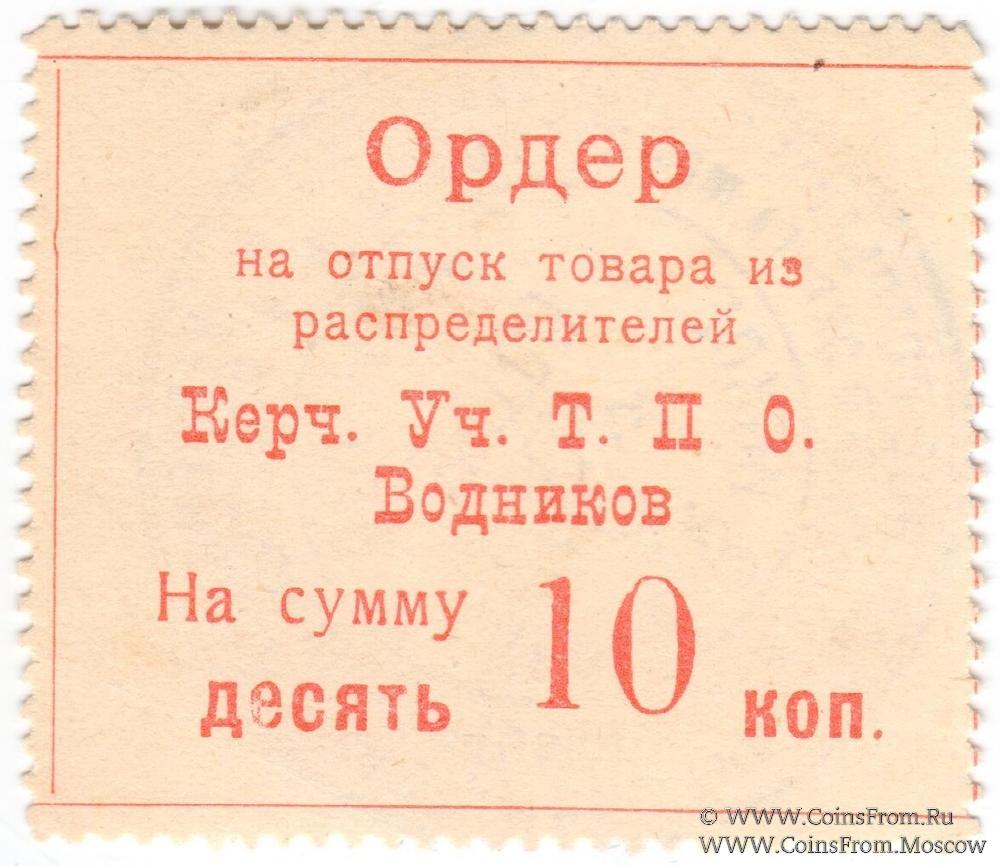 Ордер
на отпуск товара из
распределителей
Керч. Уч. Т. П О.
Водников
На сумму 10
десять коп.
© WWW.CoinsFrom.Ru
WWW.CoinsFrom.Moscow